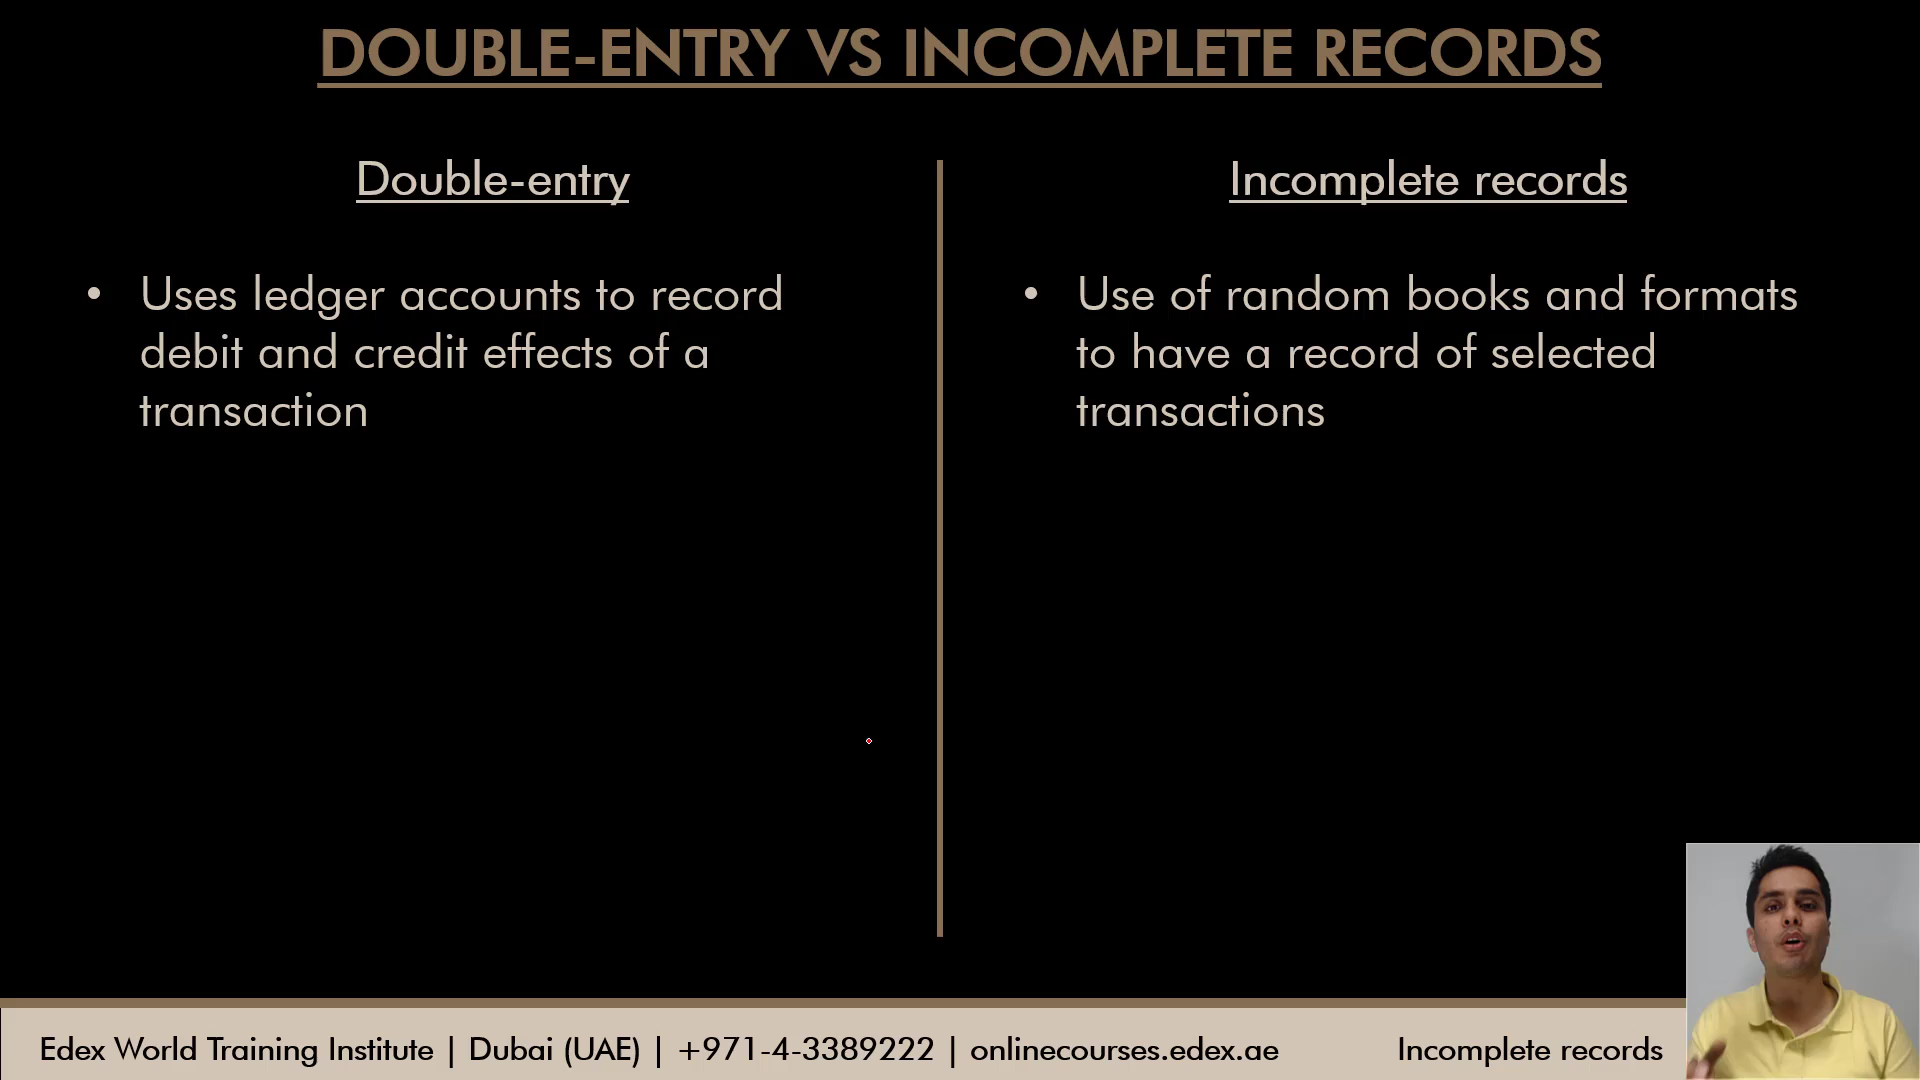 DOUBLE-ENTRY VS INCOMPLETE RECORDS
Double-entry
• Uses ledger accounts to record
debit and credit effects of a
transaction
Incomplete records
• Use of random books and formats
to have a record of selected
transactions
Edex World Training Institute | Dubai (UAE) | +971-4-3389222 | onlinecourses.edex.ae
Incomplete records